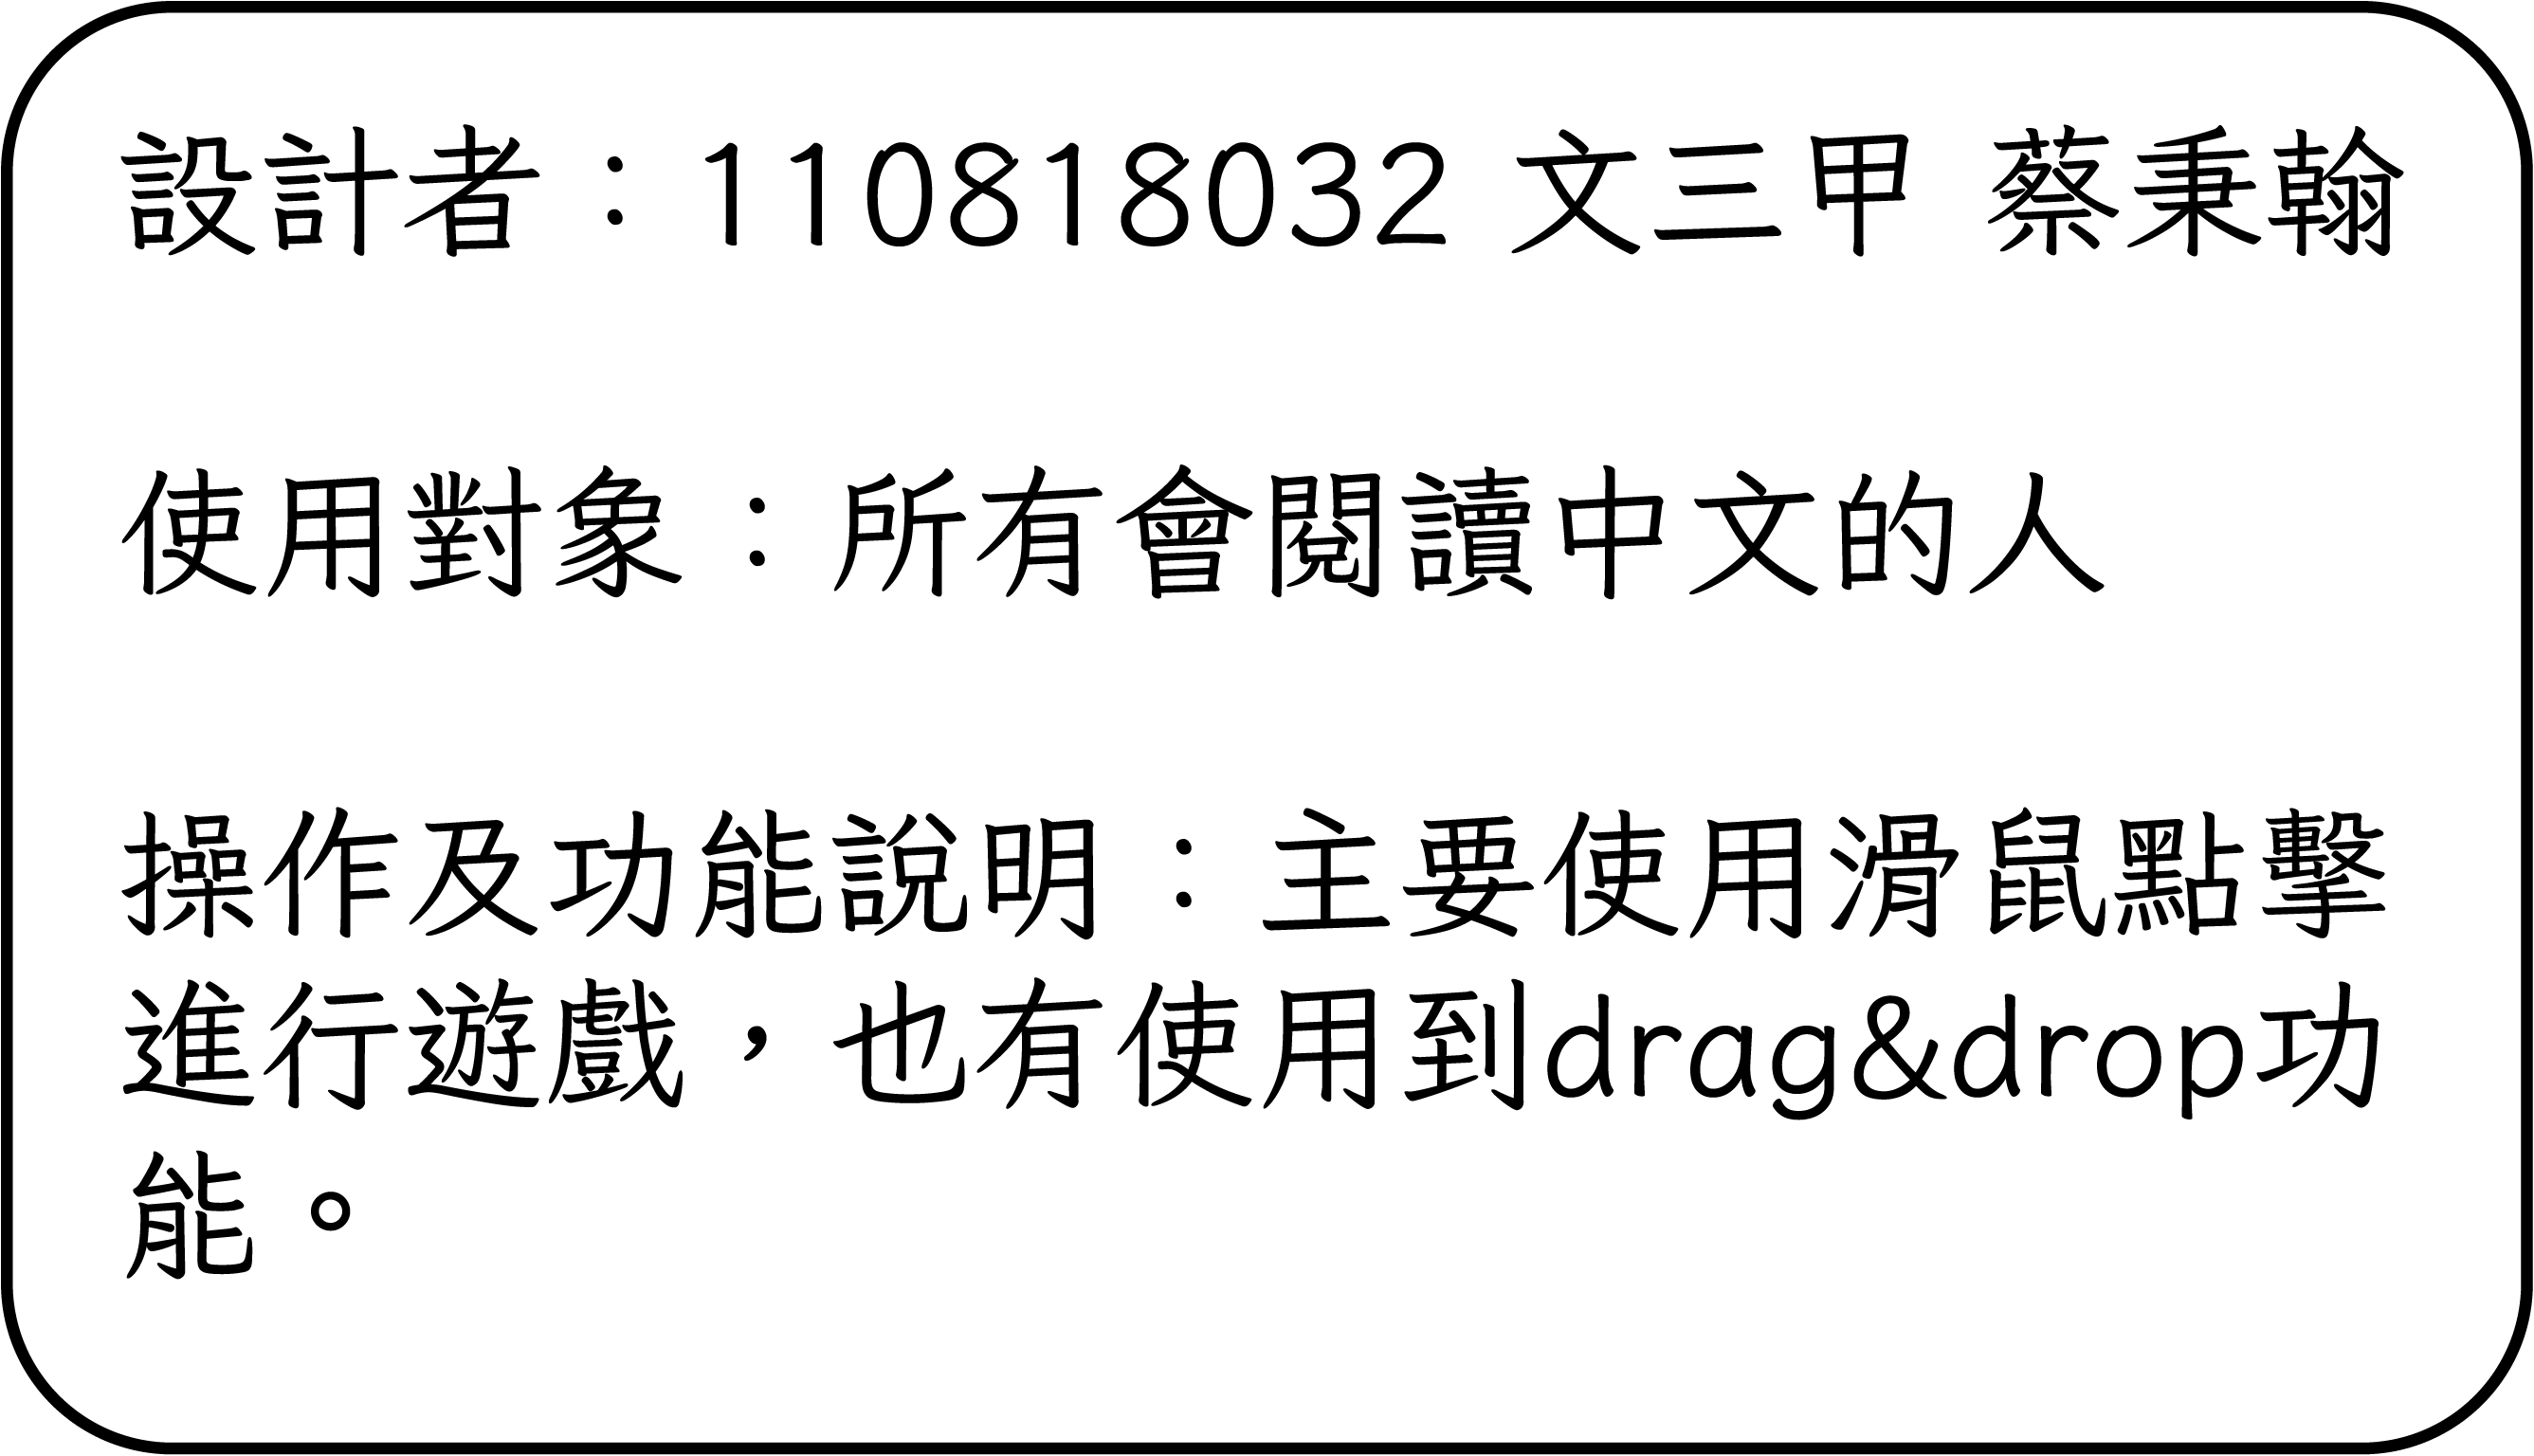 設計者：110818032 文三甲 蔡秉翰
使用對象：所有會閱讀中文的人
操作及功能說明：主要使用滑鼠點擊
進行遊戲，也有使用到drag&drop功
能。